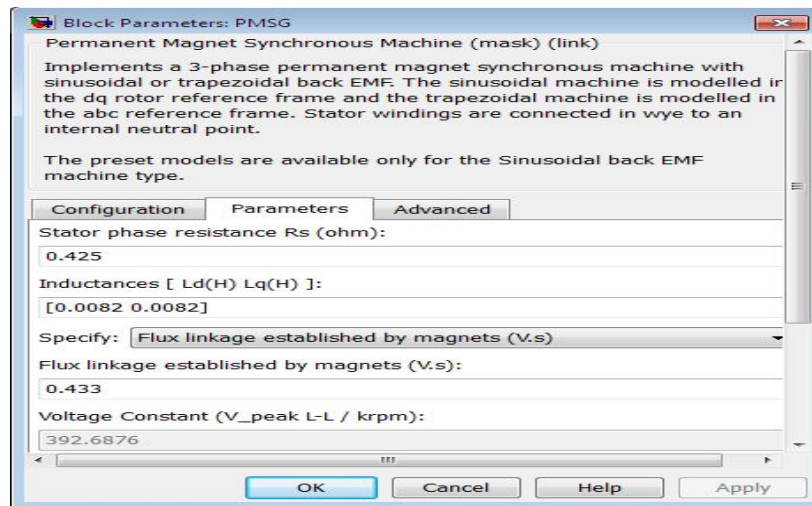 Block Parameters: PMSG
Permanent Magnet Synchronous Machine (mask) (link)
Implements a 3-phase permanent magnet synchronous machine with
sinusoidal or trapezoidal back EMF. The sinusoidal machine is modelled in
the dq rotor reference frame and the trapezoidal machine is modelled in
the abc reference frame. Stator windings are connected in wye to an
internal neutral point.
The preset models are available only for the Sinusoidal back EMF
machine type.
Configuration Parameters Advanced
Stator phase resistance Rs (ohm):
0.425
Inductances [ Ld(H) Lq(H) ]:
[0.0082 0.0082]
Specify: Flux linkage established by magnets (V.s)
Flux linkage established by magnets (V.s):
0.433
Voltage Constant (V_peak L-L / krpm):
392.6876
OK Cancel Help Apply